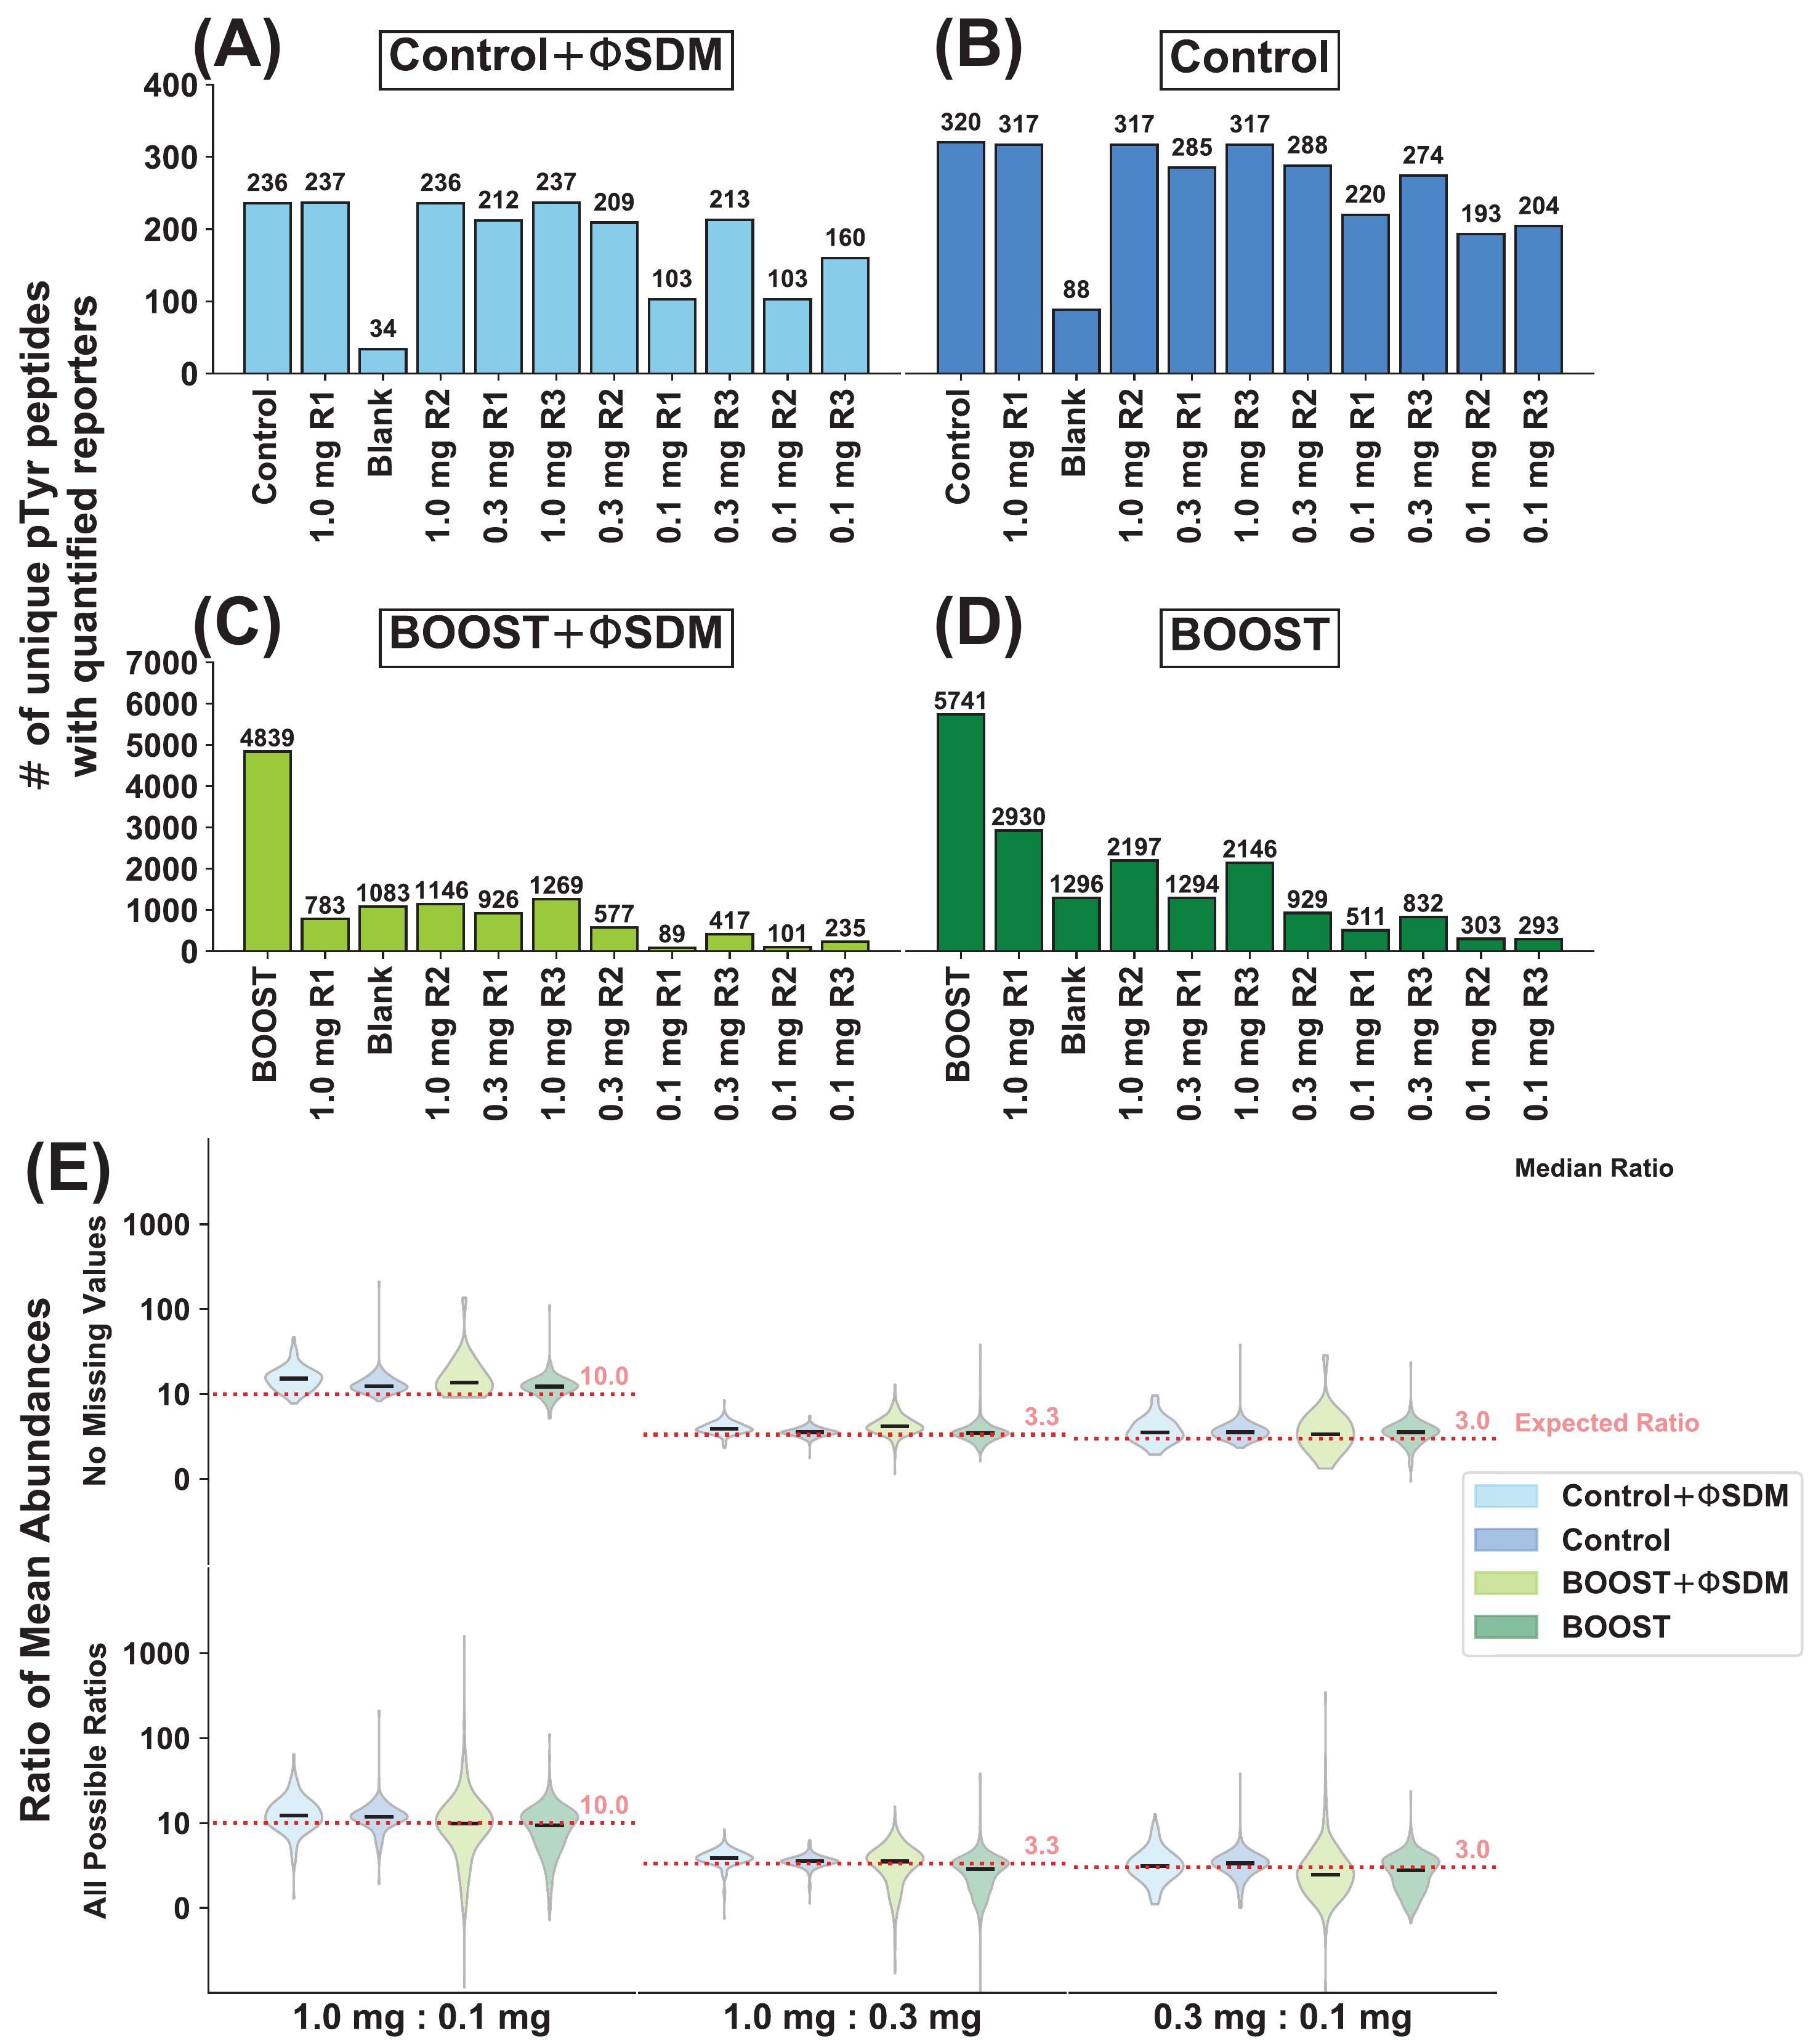 (A)
Control+ΦSDM
(B)
Control
# of unique pTyr peptides
with quantified reporters
400
300
200
100
0
236
237
34
236
212
237
209
103
213
103
160
Control
1.0 mg R1
Blank
1.0 mg R2
0.3 mg R1
1.0 mg R3
0.3 mg R2
0.1 mg R1
0.3 mg R3
0.1 mg R2
0.1 mg R3
320
317
88
317
285
317
288
220
274
193
204
Control
1.0 mg R1
Blank
1.0 mg R2
0.3 mg R1
1.0 mg R3
0.3 mg R2
0.1 mg R1
0.3 mg R3
0.1 mg R2
0.1 mg R3
(C)
BOOST+ΦSDM
7000
6000
5000
4000
3000
2000
1000
0
4839
783
1083
1146
926
1269
577
89
417
101
235
BOOST
1.0 mg R1
Blank
1.0 mg R2
0.3 mg R1
1.0 mg R3
0.3 mg R2
0.1 mg R1
0.3 mg R3
0.1 mg R2
0.1 mg R3
(D)
BOOST
5741
2930
1296
2197
1294
2146
929
511
832
303
293
BOOST
1.0 mg R1
Blank
1.0 mg R2
0.3 mg R1
1.0 mg R3
0.3 mg R2
0.1 mg R1
0.3 mg R3
0.1 mg R2
0.1 mg R3
(E)
Ratio of Mean Abundances
No Missing Values
1000
100
10
0
10.0
3.3
3.0
Median Ratio
Expected Ratio
Control+ΦSDM
Control
BOOST+ΦSDM
BOOST
All Possible Ratios
1000
100
10
0
10.0
3.3
3.0
1.0 mg : 0.1 mg
1.0 mg : 0.3 mg
0.3 mg : 0.1 mg